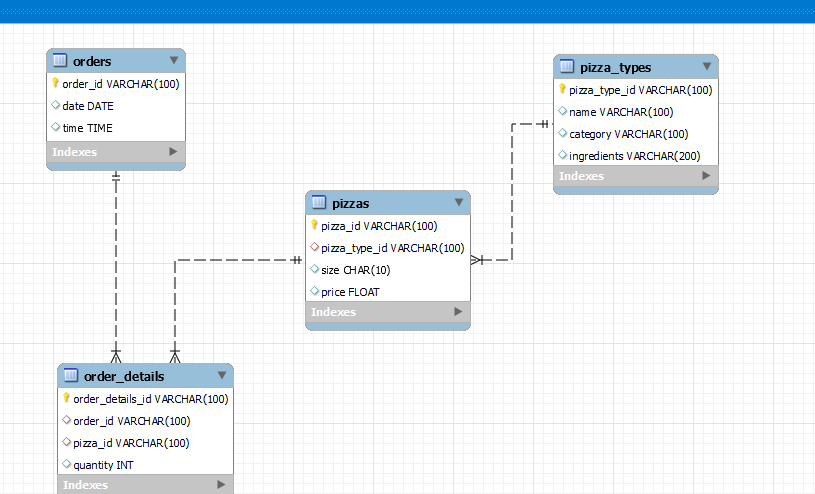 orders
order_id VARCHAR(100)
date DATE
time TIME
Indexes
pizza_types
pizza_type_id VARCHAR(100)
name VARCHAR(100)
category VARCHAR(100)
ingredients VARCHAR(200)
Indexes
pizzas
pizza_id VARCHAR(100)
pizza_type_id VARCHAR(100)
size CHAR(10)
price FLOAT
Indexes
order_details
order_details_id VARCHAR(100)
order_id VARCHAR(100)
pizza_id VARCHAR(100)
quantity INT
Indexes